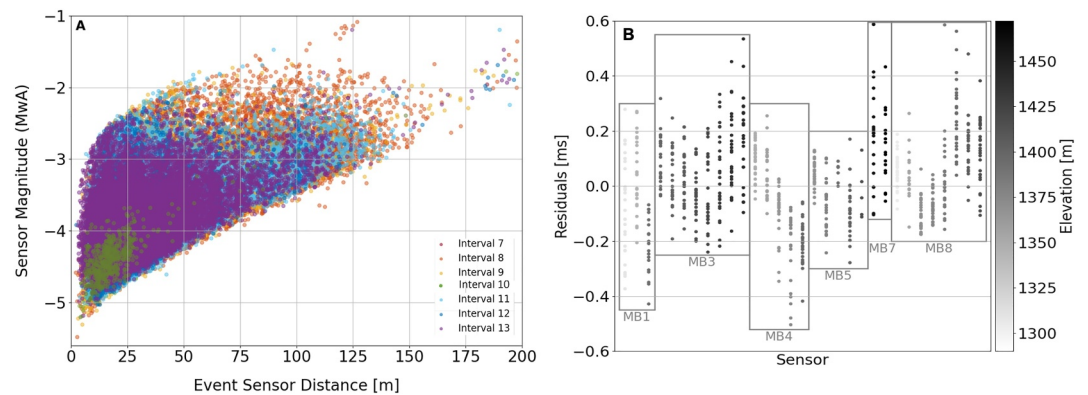 A
Sensor Magnitude (MwA)
−1
−2
−3
−4
−5
0
25
50
75
100
125
150
175
200
Event Sensor Distance [m]
Interval 7
Interval 8
Interval 9
Interval 10
Interval 11
Interval 12
Interval 13
B
Residuals [ms]
0.6
0.4
0.2
0.0
−0.2
−0.4
−0.6
MB1
MB3
MB4
MB5
MB7
MB8
Sensor
1450
1425
1400
1375
1350
1325
1300
Elevation [m]